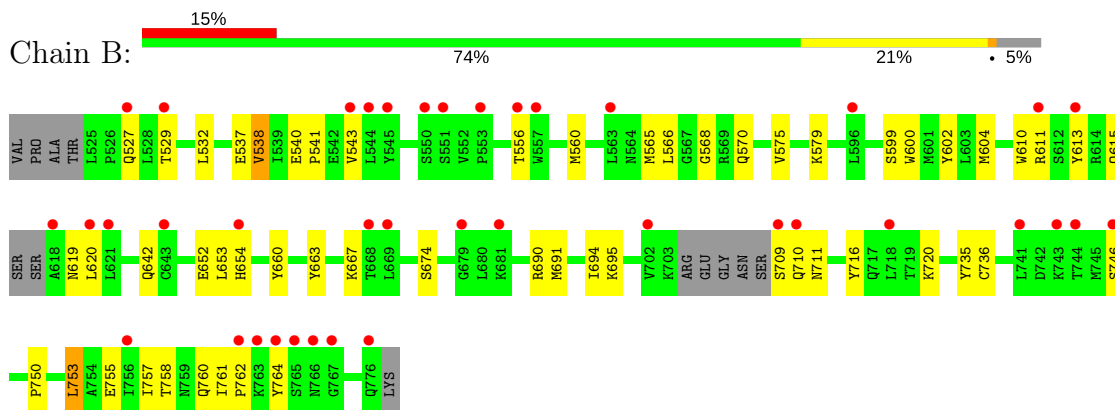 15%
Chain B:
74% 21% • 5%
VAL PRO ALA THR L525 P526 Q527 L528 T529 L532 E537 V538 I539 E540 P541 E542 V543 L544 Y545 S550 S551 V552 P553 T556 W557 M560 L563 N564 M565 L566 G567 G568 R569 Q570 V575 K579 L596 S599 W600 M601 Y602 L603 M604 W610 R611 S612 Y613 R614
SER SER A618 N619 L620 L621 Q642 G643 E652 L653 H654 Y660 Y663 K667 T668 L669 S674 G679 L680 K681 R690 M691 I694 K695 V702 K703 ARG GLU GLY ASN SER S709 Q710 N711 Y716 Q717 L718 T719 K720 Y735 C736 L741 D742 K743 T744 M745 S746
P750 L753 A754 E755 I756 I757 T758 N759 Q760 I761 P762 K763 Y764 S765 N766 G767 Q776 LYS